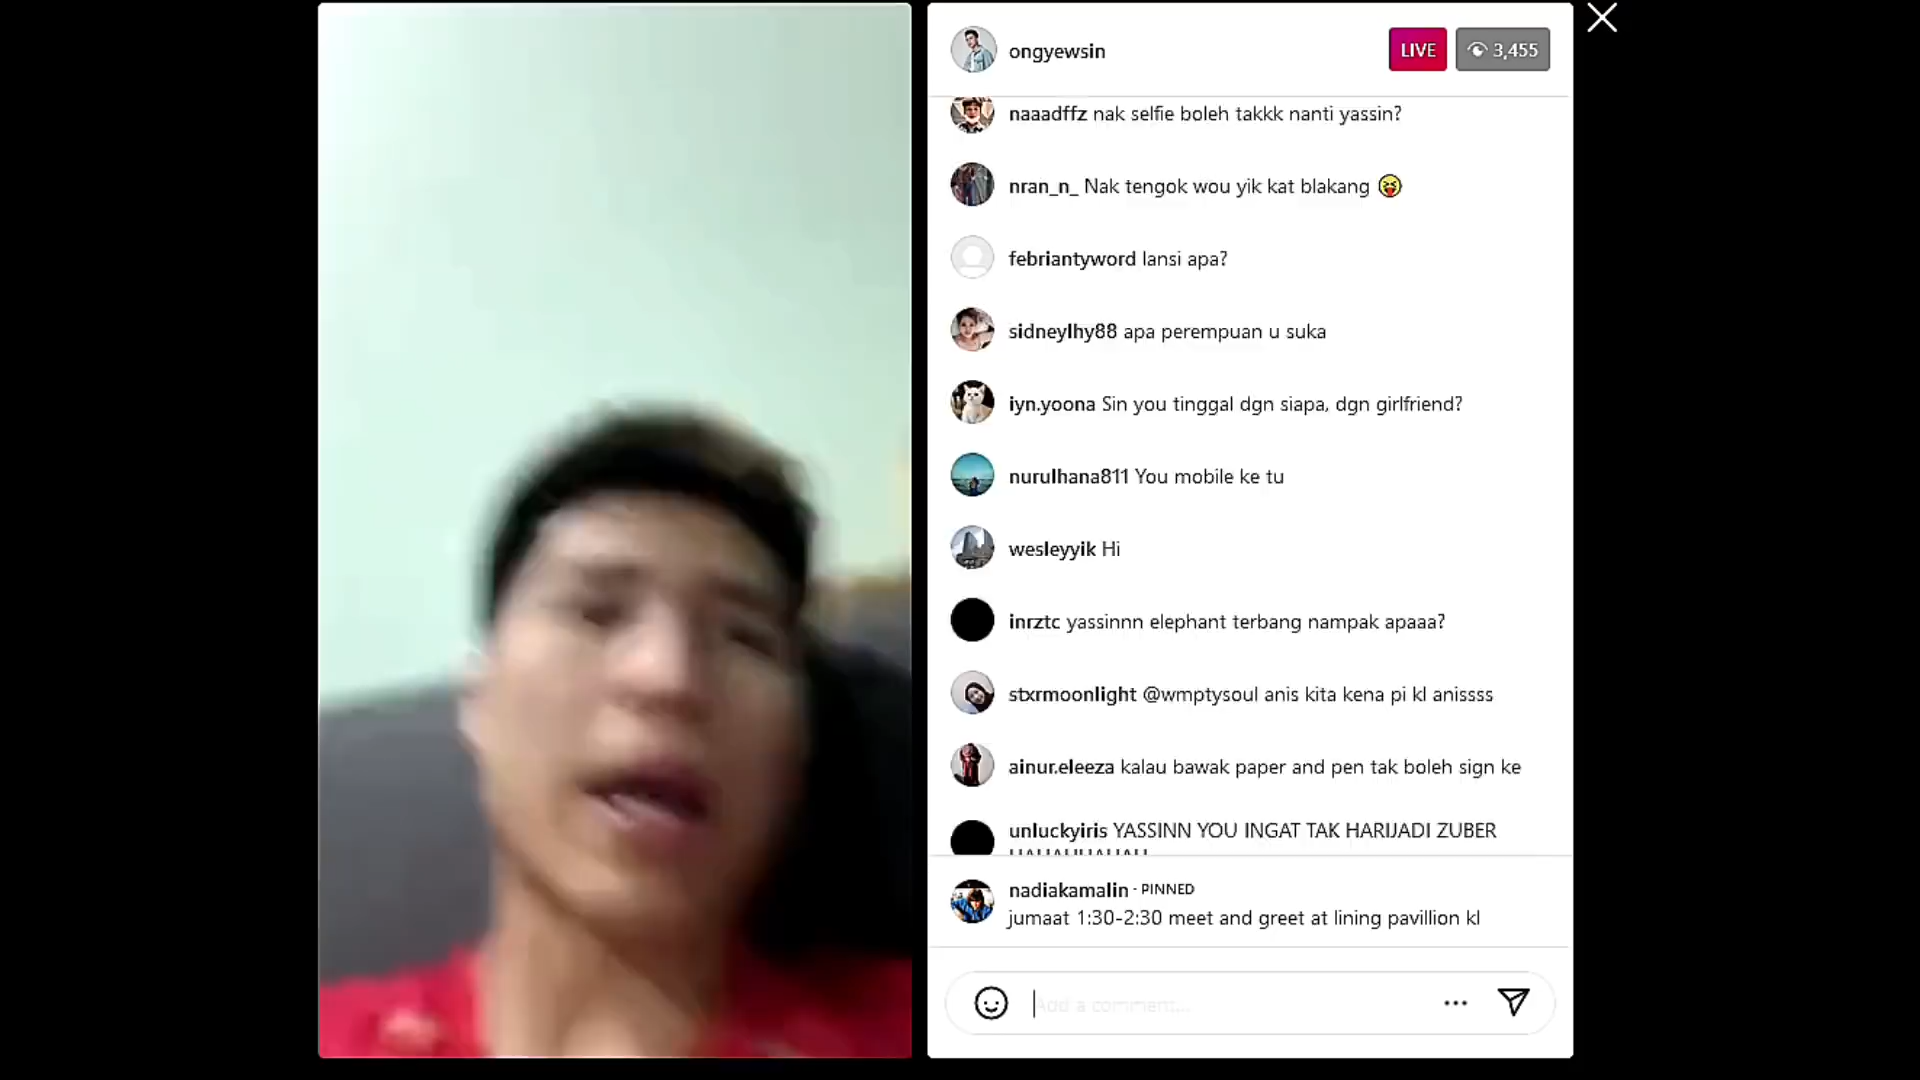 ongyewsin
LIVE
3,455
naaadffz nak selfie boleh takkk nanti yassin?
nran_n_ Nak tengok wou yik kat blakang
febriantyword lansi apa?
sidneylhy88 apa perempuan u suka
iyn.yoona Sin you tinggal dgn siapa, dgn girlfriend?
nurulhana811 You mobile ke tu
wesleyyik Hi
inrztc yassinnn elephant terbang nampak apaaa?
stxrmoonlight @wmptysoul anis kita kena pi kl anissss
ainur.eleeza kalau bawak paper and pen tak boleh sign ke
unluckyiris YASSINN YOU INGAT TAK HARIJADI ZUBER
nadiakamalin · PINNED
jumaat 1:30-2:30 meet and greet at lining pavillion kl
Add a comment...